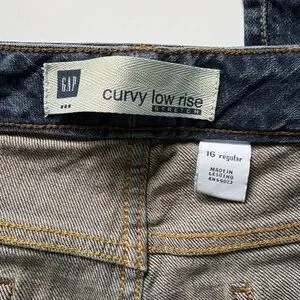 GAP
curvy low rise
STRETCH
16 regular
MADE IN